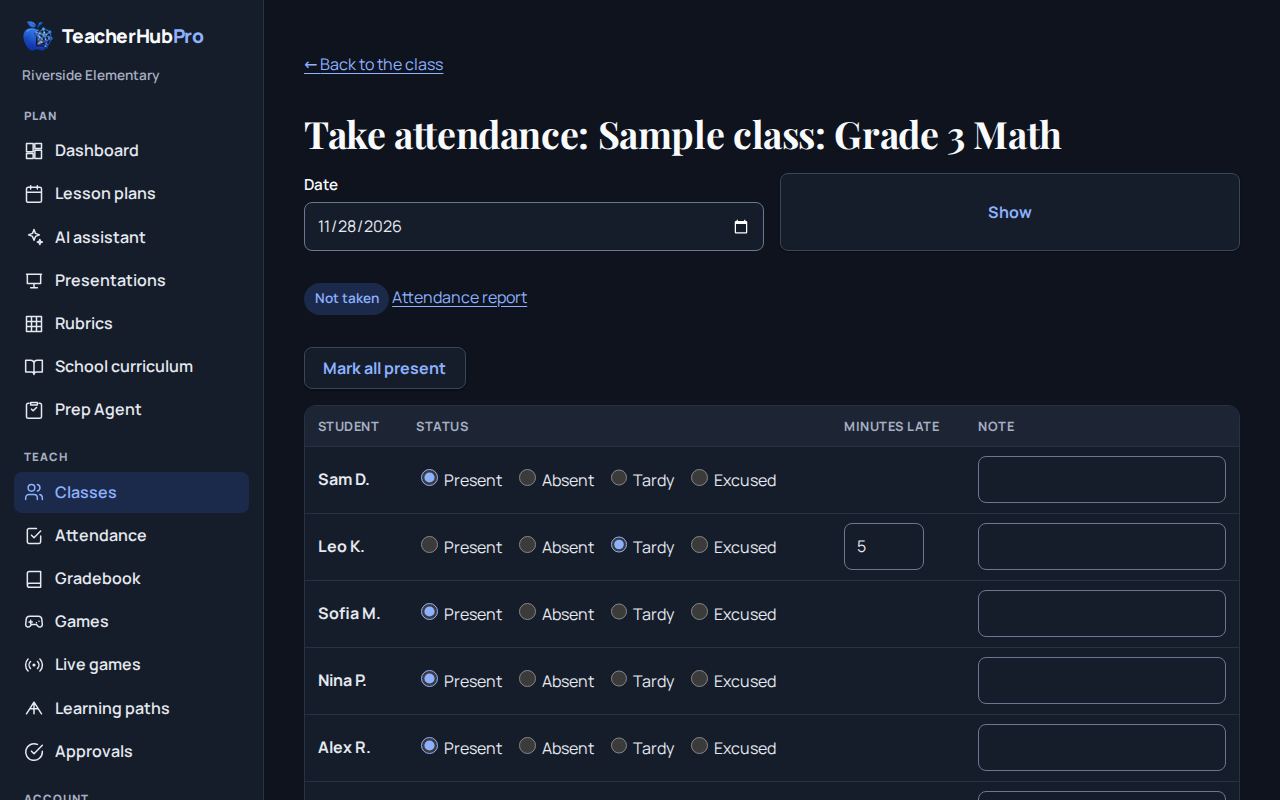 TeacherHubPro
Riverside Elementary
PLAN
Dashboard
Lesson plans
AI assistant
Presentations
Rubrics
School curriculum
Prep Agent
TEACH
Classes
Attendance
Gradebook
Games
Live games
Learning paths
Approvals
ACCOUNT
← Back to the class
Take attendance: Sample class: Grade 3 Math
Date
11/28/2026
Show
Not taken Attendance report
Mark all present
STUDENT STATUS MINUTES LATE NOTE
Sam D. Present Absent Tardy Excused
Leo K. Present Absent Tardy Excused 5
Sofia M. Present Absent Tardy Excused
Nina P. Present Absent Tardy Excused
Alex R. Present Absent Tardy Excused